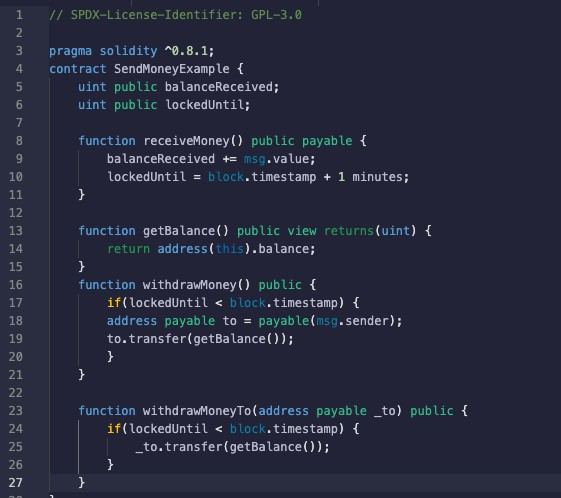 1 // SPDX-License-Identifier: GPL-3.0
2
3 pragma solidity ^0.8.1;
4 contract SendMoneyExample {
5     uint public balanceReceived;
6     uint public lockedUntil;
7
8     function receiveMoney() public payable {
9         balanceReceived += msg.value;
10         lockedUntil = block.timestamp + 1 minutes;
11     }
12
13     function getBalance() public view returns(uint) {
14         return address(this).balance;
15     }
16     function withdrawMoney() public {
17         if(lockedUntil < block.timestamp) {
18         address payable to = payable(msg.sender);
19         to.transfer(getBalance());
20         }
21     }
22
23     function withdrawMoneyTo(address payable _to) public {
24         if(lockedUntil < block.timestamp) {
25             _to.transfer(getBalance());
26         }
27     }